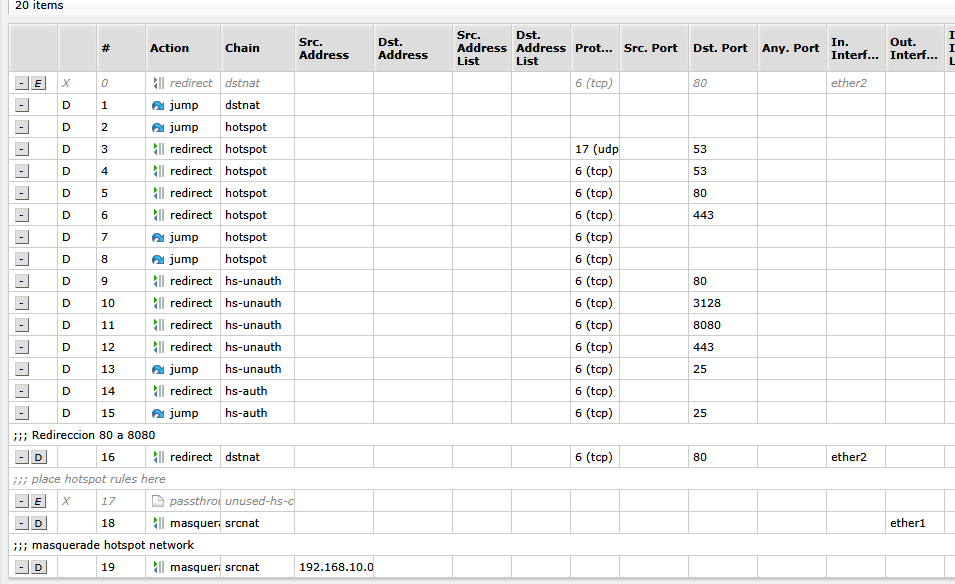 20 items
# Action Chain Src. Address Dst. Address Src. Address List Dst. Address List Prot... Src. Port Dst. Port Any. Port In. Interf... Out. Interf...
- E X 0 redirect dstnat 6 (tcp) 80 ether2
- D 1 jump dstnat
- D 2 jump hotspot
- D 3 redirect hotspot 17 (udp 53
- D 4 redirect hotspot 6 (tcp) 53
- D 5 redirect hotspot 6 (tcp) 80
- D 6 redirect hotspot 6 (tcp) 443
- D 7 jump hotspot 6 (tcp)
- D 8 jump hotspot 6 (tcp)
- D 9 redirect hs-unauth 6 (tcp) 80
- D 10 redirect hs-unauth 6 (tcp) 3128
- D 11 redirect hs-unauth 6 (tcp) 8080
- D 12 redirect hs-unauth 6 (tcp) 443
- D 13 jump hs-unauth 6 (tcp) 25
- D 14 redirect hs-auth 6 (tcp)
- D 15 jump hs-auth 6 (tcp) 25
;;; Redireccion 80 a 8080
- D 16 redirect dstnat 6 (tcp) 80 ether2
;;; place hotspot rules here
- E X 17 passthrou unused-hs-c
- D 18 masquera srcnat ether1
;;; masquerade hotspot network
- D 19 masquera srcnat 192.168.10.0